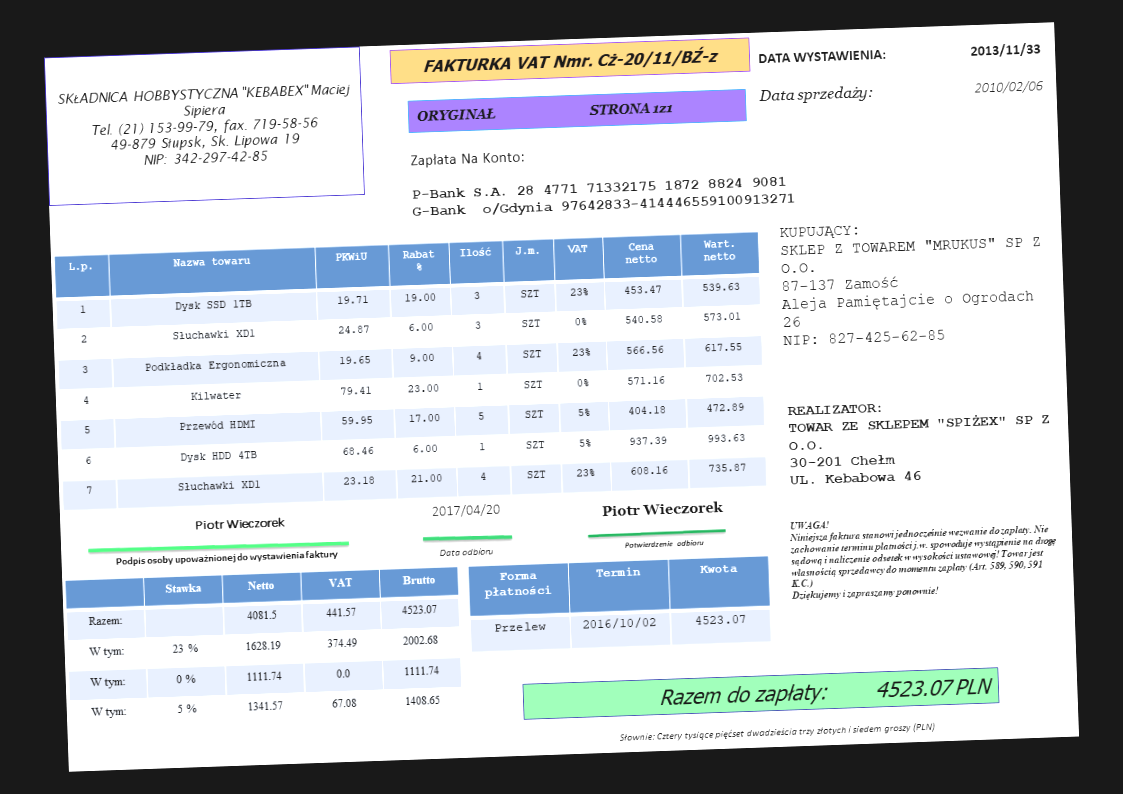 SKŁADNICA HOBBYSTYCZNA "KEBABEX" Maciej
Sipiera
Tel. (21) 153-99-79, fax. 719-58-56
49-879 Słupsk, Sk. Lipowa 19
NIP: 342-297-42-85
FAKTURKA VAT Nmr. Cż-20/11/BŹ-z
ORYGINAŁ STRONA 1z1
DATA WYSTAWIENIA: 2013/11/33
Data sprzedaży: 2010/02/06
Zapłata Na Konto:
P-Bank S.A. 28 4771 71332175 1872 8824 9081
G-Bank o/Gdynia 97642833-414446559100913271
KUPUJĄCY:
SKLEP Z TOWAREM "MRUKUS" SP Z
O.O.
87-137 Zamość
Aleja Pamiętajcie o Ogrodach
26
NIP: 827-425-62-85
REALIZATOR:
TOWAR ZE SKLEPEM "SPIŻEX" SP Z
O.O.
30-201 Chełm
UL. Kebabowa 46
L.p. Nazwa towaru PKWiU Rabat % Ilość J.m. VAT Cena netto Wart. netto
1 Dysk SSD 1TB 19.71 19.00 3 SZT 23% 453.47 539.63
2 Słuchawki XD1 24.87 6.00 3 SZT 0% 540.58 573.01
3 Podkładka Ergonomiczna 19.65 9.00 4 SZT 23% 566.56 617.55
4 Kilwater 79.41 23.00 1 SZT 0% 571.16 702.53
5 Przewód HDMI 59.95 17.00 5 SZT 5% 404.18 472.89
6 Dysk HDD 4TB 68.46 6.00 1 SZT 5% 937.39 993.63
7 Słuchawki XD1 23.18 21.00 4 SZT 23% 608.16 735.87
Piotr Wieczorek
Podpis osoby upoważnionej do wystawienia faktury
2017/04/20
Data odbioru
Piotr Wieczorek
Potwierdzenie odbioru
UWAGA!
Niniejsza faktura stanowi jednocześnie wezwanie do zapłaty. Nie
zachowanie terminu płatności j.w. spowoduje wystąpienie na drogę
sądową i naliczenie odsetek w wysokości ustawowej! Towar jest
własnością sprzedawcy do momentu zapłaty (Art. 589, 590, 591
K.C.)
Dziękujemy i zapraszamy ponownie!
Stawka Netto VAT Brutto
Razem: 4081.5 441.57 4523.07
W tym: 23 % 1628.19 374.49 2002.68
W tym: 0 % 1111.74 0.0 1111.74
W tym: 5 % 1341.57 67.08 1408.65
Forma płatności Termin Kwota
Przelew 2016/10/02 4523.07
Razem do zapłaty: 4523.07 PLN
Słownie: Cztery tysiące pięćset dwadzieścia trzy złotych i siedem groszy (PLN)